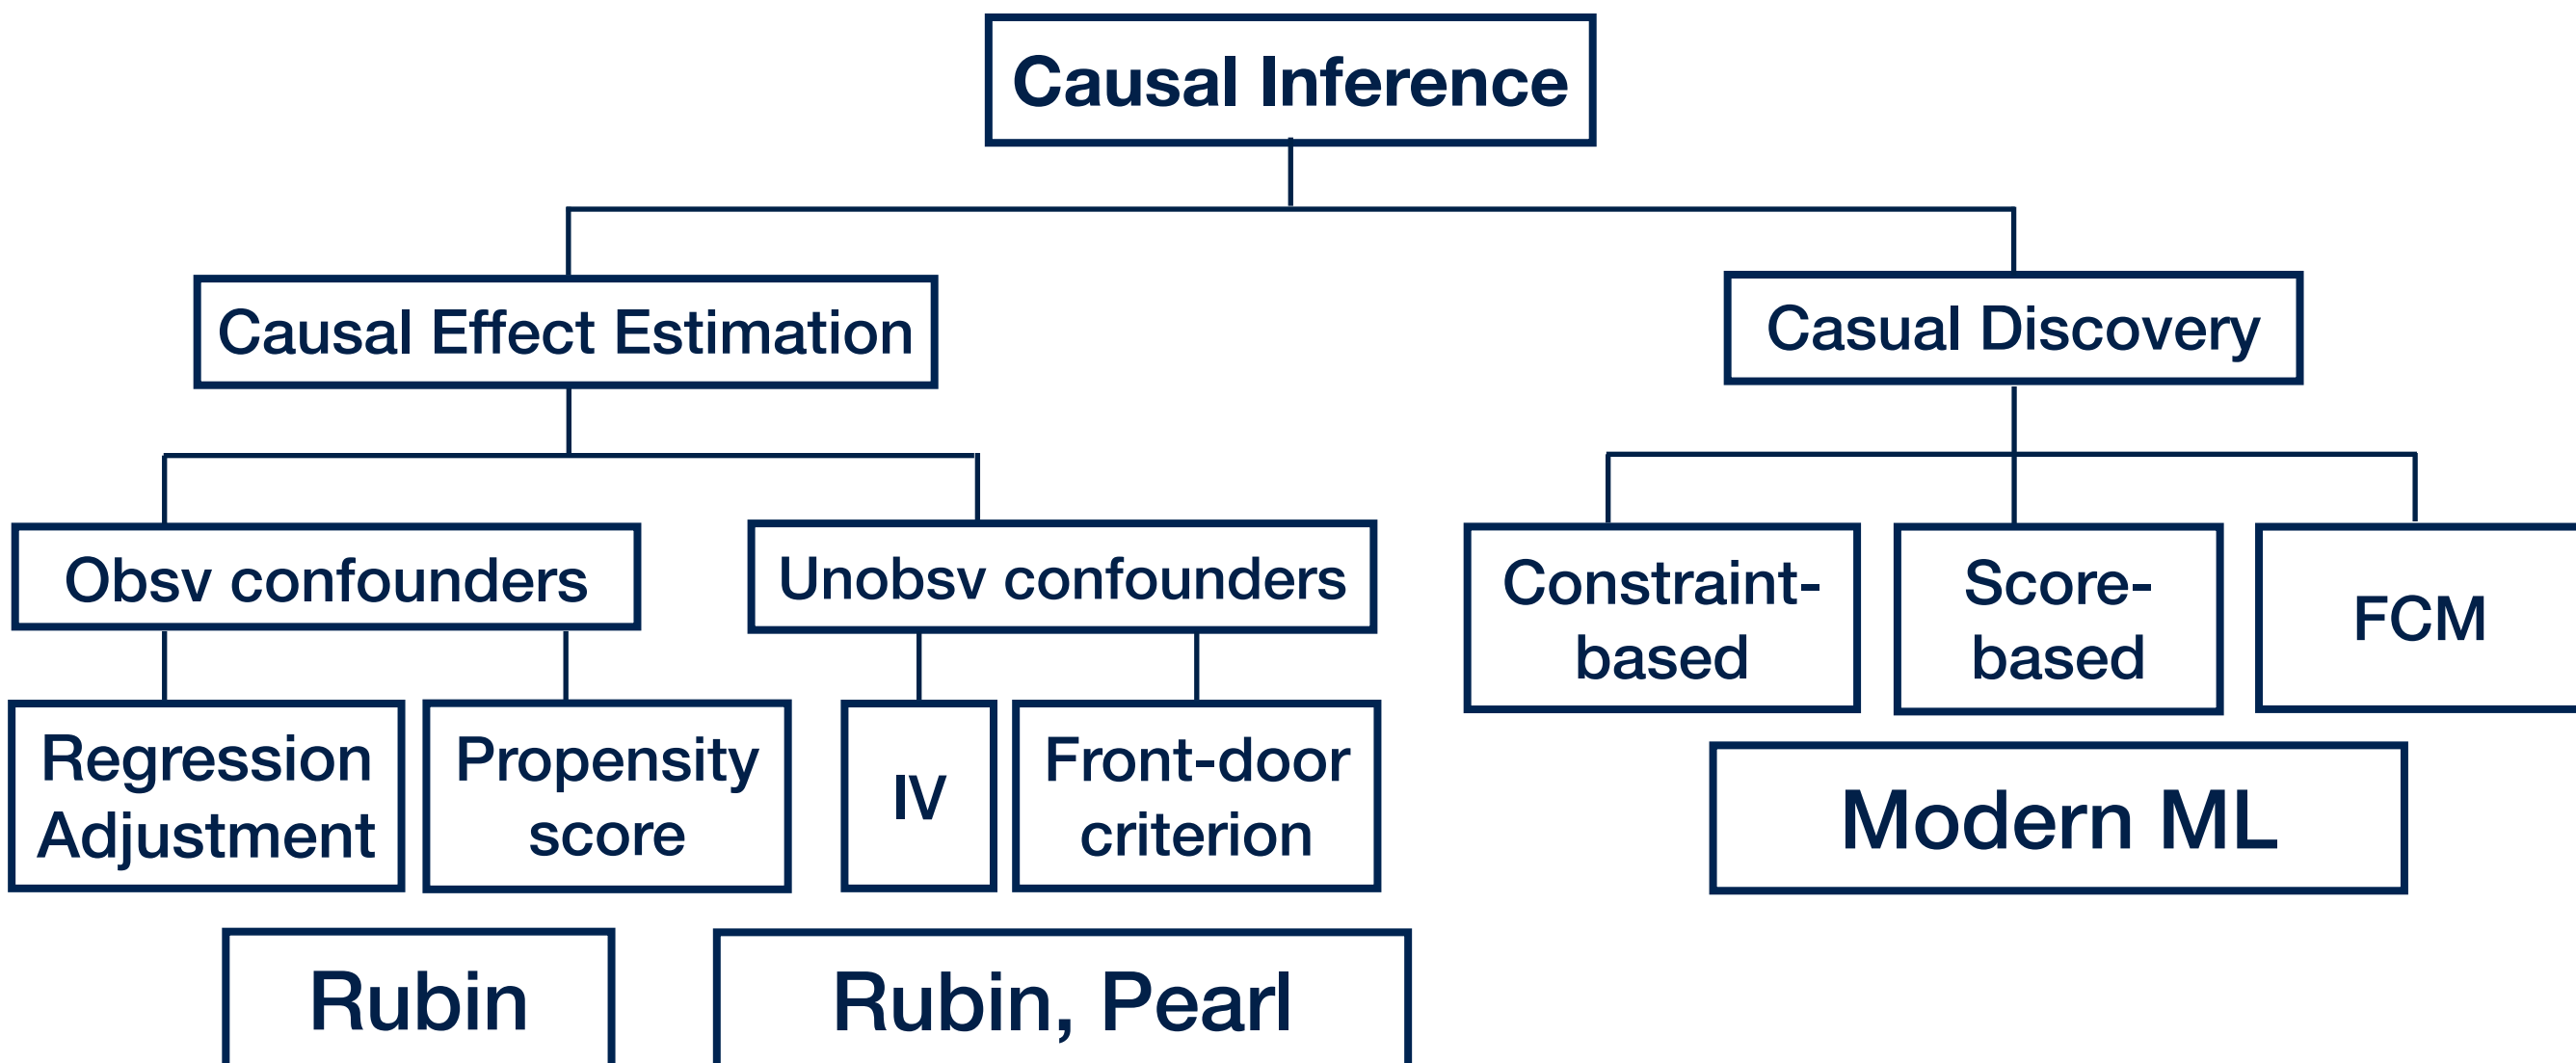 Causal Inference
Causal Effect Estimation
Casual Discovery
Obsv confounders
Unobsv confounders
Constraint-
based
Score-
based
FCM
Regression
Adjustment
Propensity
score
IV
Front-door
criterion
Modern ML
Rubin
Rubin, Pearl